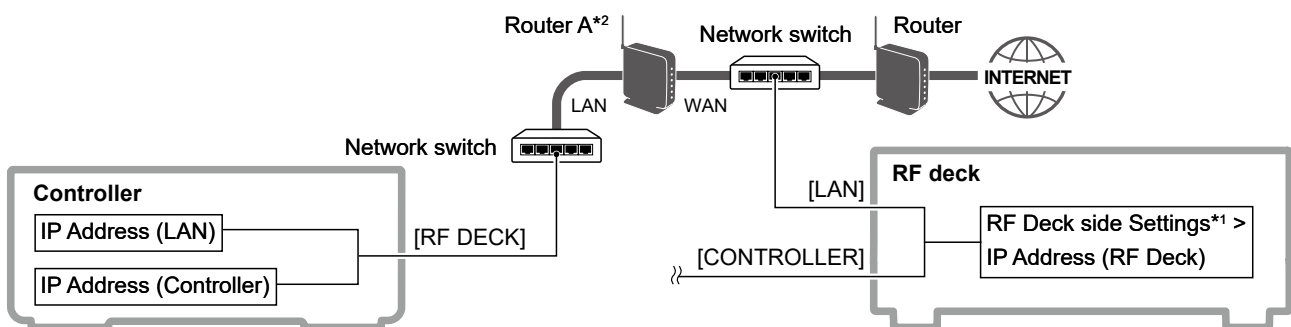 Router A*2
Network switch
Router
INTERNET
LAN
WAN
Network switch
Controller
IP Address (LAN)
IP Address (Controller)
[RF DECK]
[LAN]
[CONTROLLER]
RF deck
RF Deck side Settings*1 >
IP Address (RF Deck)